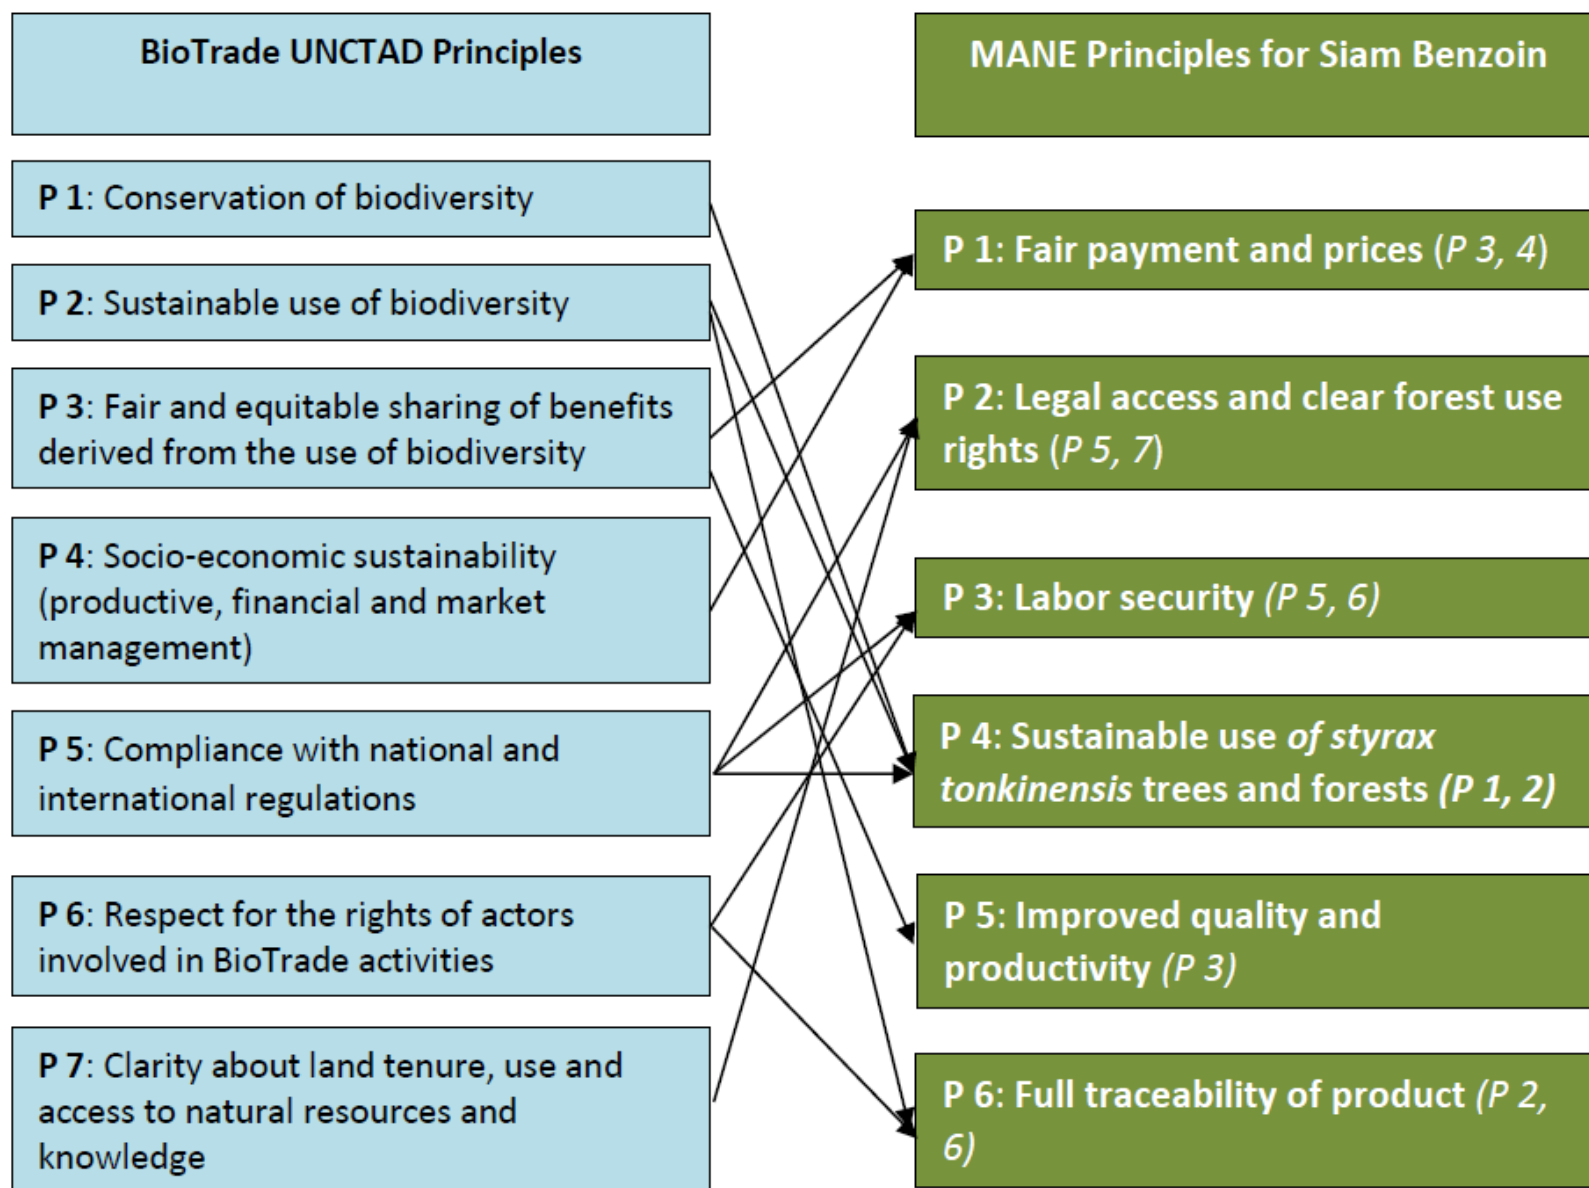 BioTrade UNCTAD Principles
P 1: Conservation of biodiversity
P 2: Sustainable use of biodiversity
P 3: Fair and equitable sharing of benefits
derived from the use of biodiversity
P 4: Socio-economic sustainability
(productive, financial and market
management)
P 5: Compliance with national and
international regulations
P 6: Respect for the rights of actors
involved in BioTrade activities
P 7: Clarity about land tenure, use and
access to natural resources and
knowledge
MANE Principles for Siam Benzoin
P 1: Fair payment and prices (P 3, 4)
P 2: Legal access and clear forest use
rights (P 5, 7)
P 3: Labor security (P 5, 6)
P 4: Sustainable use of styrax
tonkinensis trees and forests (P 1, 2)
P 5: Improved quality and
productivity (P 3)
P 6: Full traceability of product (P 2,
6)